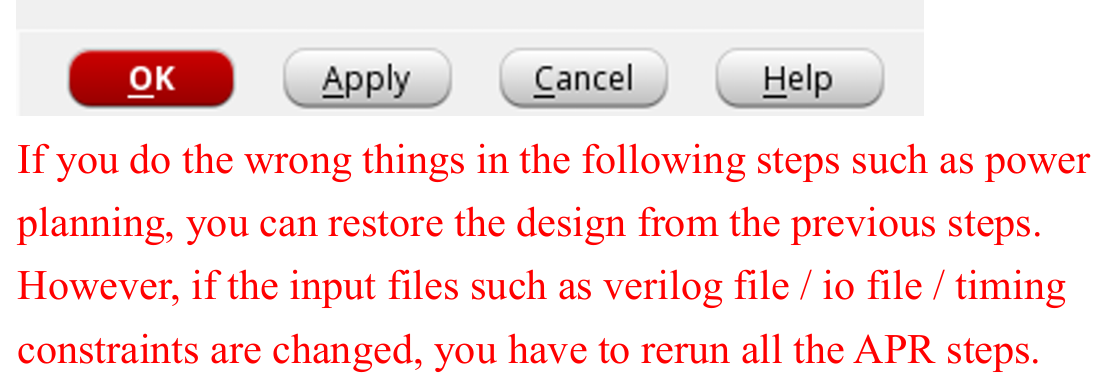 OK Apply Cancel Help
If you do the wrong things in the following steps such as power
planning, you can restore the design from the previous steps.
However, if the input files such as verilog file / io file / timing
constraints are changed, you have to rerun all the APR steps.